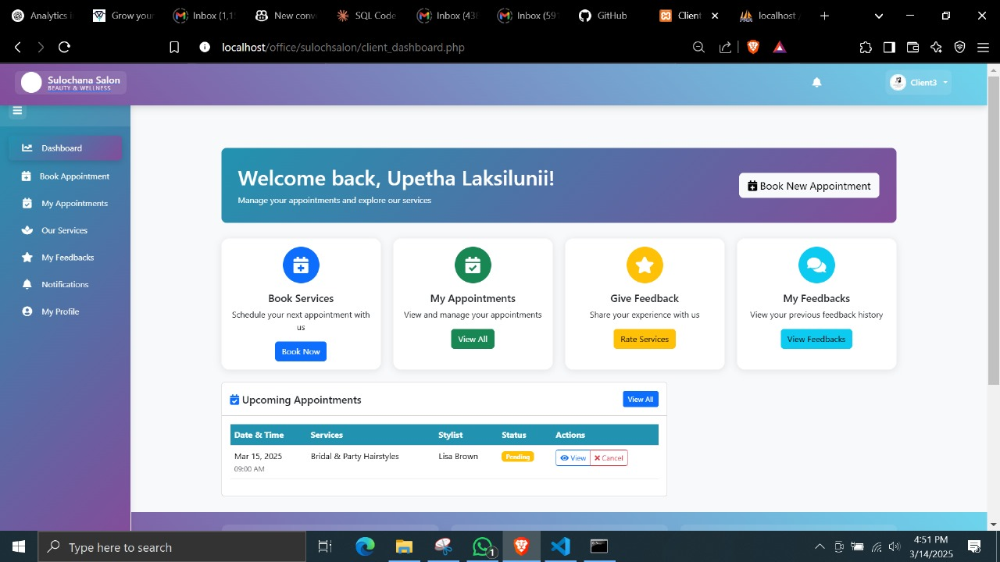 Analytics
Grow your
Inbox (1,1
New conv
SQL Code
Inbox (438
Inbox (591
GitHub
Client
localhost
localhost/office/sulochsalon/client_dashboard.php
Sulochana Salon
BEAUTY & WELLNESS
Client3
Dashboard
Book Appointment
My Appointments
Our Services
My Feedbacks
Notifications
My Profile
Welcome back, Upetha Laksilunii!
Manage your appointments and explore our services
Book New Appointment
Book Services
Schedule your next appointment with
us
Book Now
My Appointments
View and manage your appointments
View All
Give Feedback
Share your experience with us
Rate Services
My Feedbacks
View your previous feedback history
View Feedbacks
Upcoming Appointments
View All
Date & Time Services Stylist Status Actions
Mar 15, 2025 Bridal & Party Hairstyles Lisa Brown Pending View Cancel
09:00 AM
Type here to search
1
4:51 PM
3/14/2025